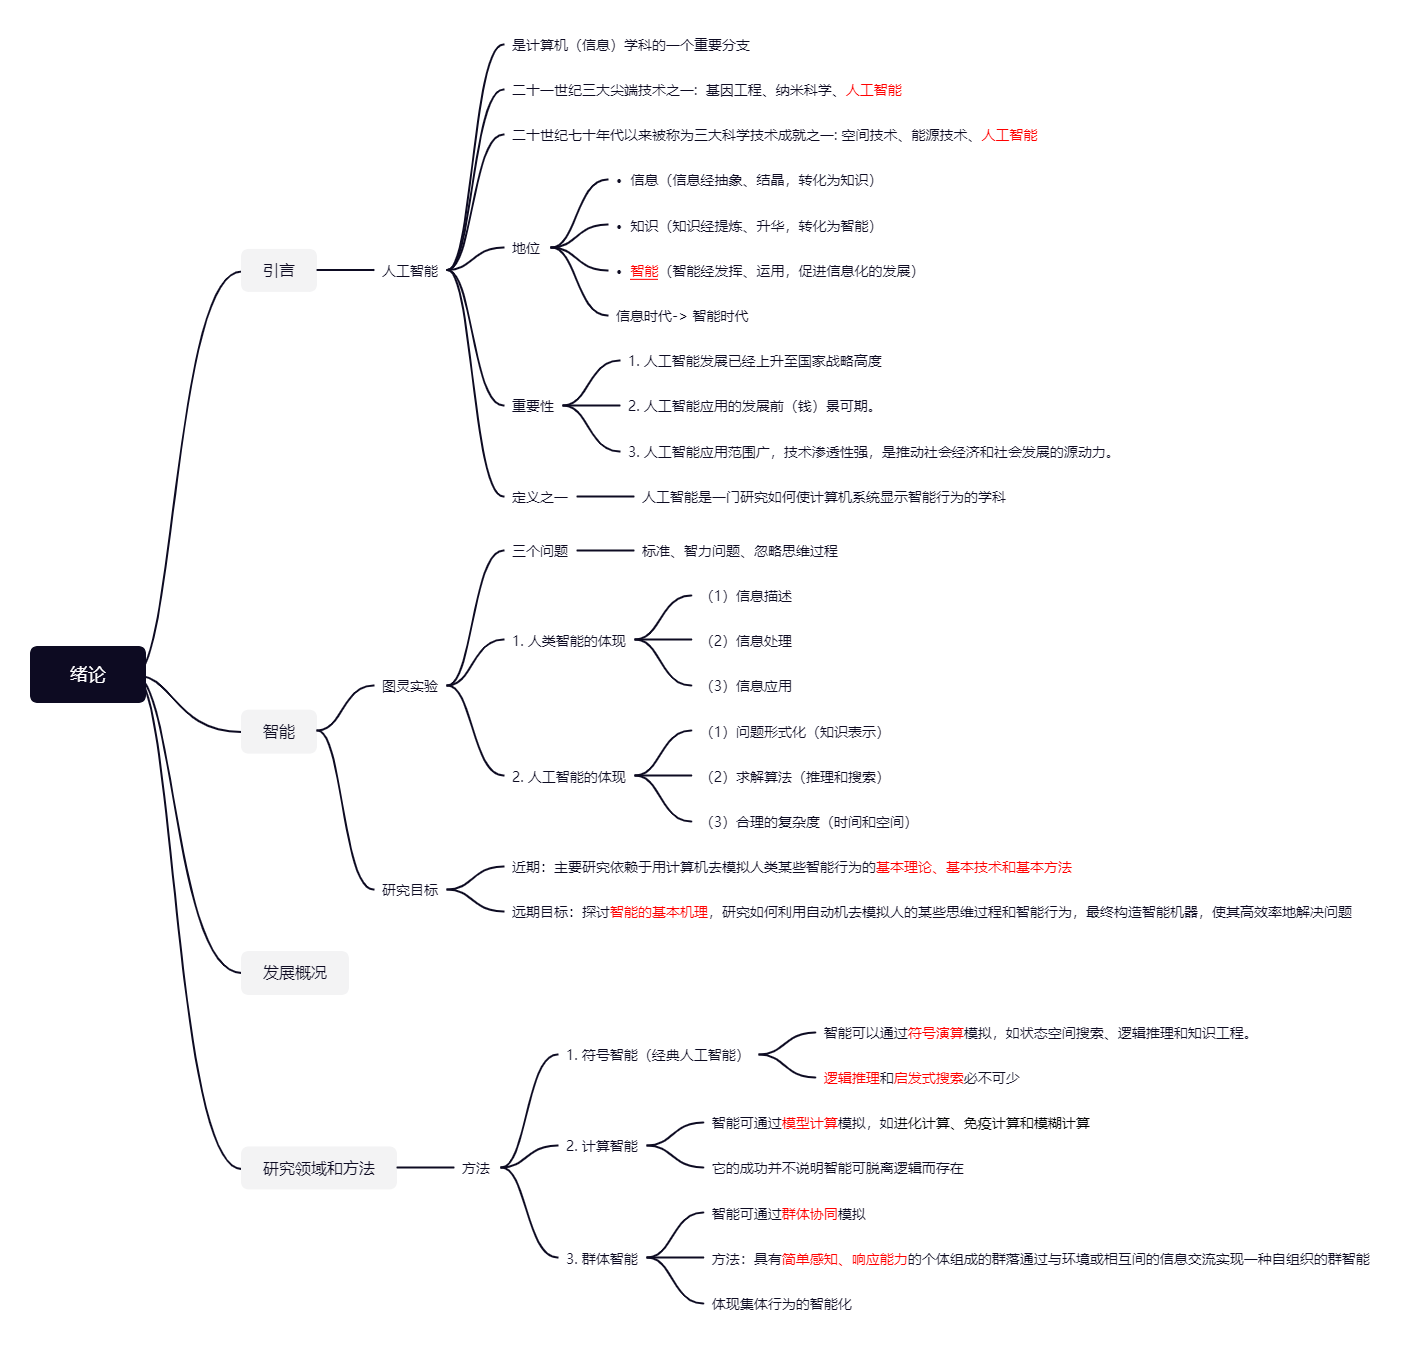 绪论
引言
人工智能
是计算机（信息）学科的一个重要分支
二十一世纪三大尖端技术之一：基因工程、纳米科学、人工智能
二十世纪七十年代以来被称为三大科学技术成就之一: 空间技术、能源技术、人工智能
地位
• 信息（信息经抽象、结晶，转化为知识）
• 知识（知识经提炼、升华，转化为智能）
• 智能（智能经发挥、运用，促进信息化的发展）
信息时代-> 智能时代
重要性
1. 人工智能发展已经上升至国家战略高度
2. 人工智能应用的发展前（钱）景可期。
3. 人工智能应用范围广，技术渗透性强，是推动社会经济和社会发展的源动力。
定义之一
人工智能是一门研究如何使计算机系统显示智能行为的学科
智能
图灵实验
三个问题
标准、智力问题、忽略思维过程
1. 人类智能的体现
（1）信息描述
（2）信息处理
（3）信息应用
2. 人工智能的体现
（1）问题形式化（知识表示）
（2）求解算法（推理和搜索）
（3）合理的复杂度（时间和空间）
研究目标
近期：主要研究依赖于用计算机去模拟人类某些智能行为的基本理论、基本技术和基本方法
远期目标：探讨智能的基本机理，研究如何利用自动机去模拟人的某些思维过程和智能行为，最终构造智能机器，使其高效率地解决问题
发展概况
研究领域和方法
方法
1. 符号智能（经典人工智能）
智能可以通过符号演算模拟，如状态空间搜索、逻辑推理和知识工程。
逻辑推理和启发式搜索必不可少
2. 计算智能
智能可通过模型计算模拟，如进化计算、免疫计算和模糊计算
它的成功并不说明智能可脱离逻辑而存在
3. 群体智能
智能可通过群体协同模拟
方法：具有简单感知、响应能力的个体组成的群落通过与环境或相互间的信息交流实现一种自组织的群智能
体现集体行为的智能化